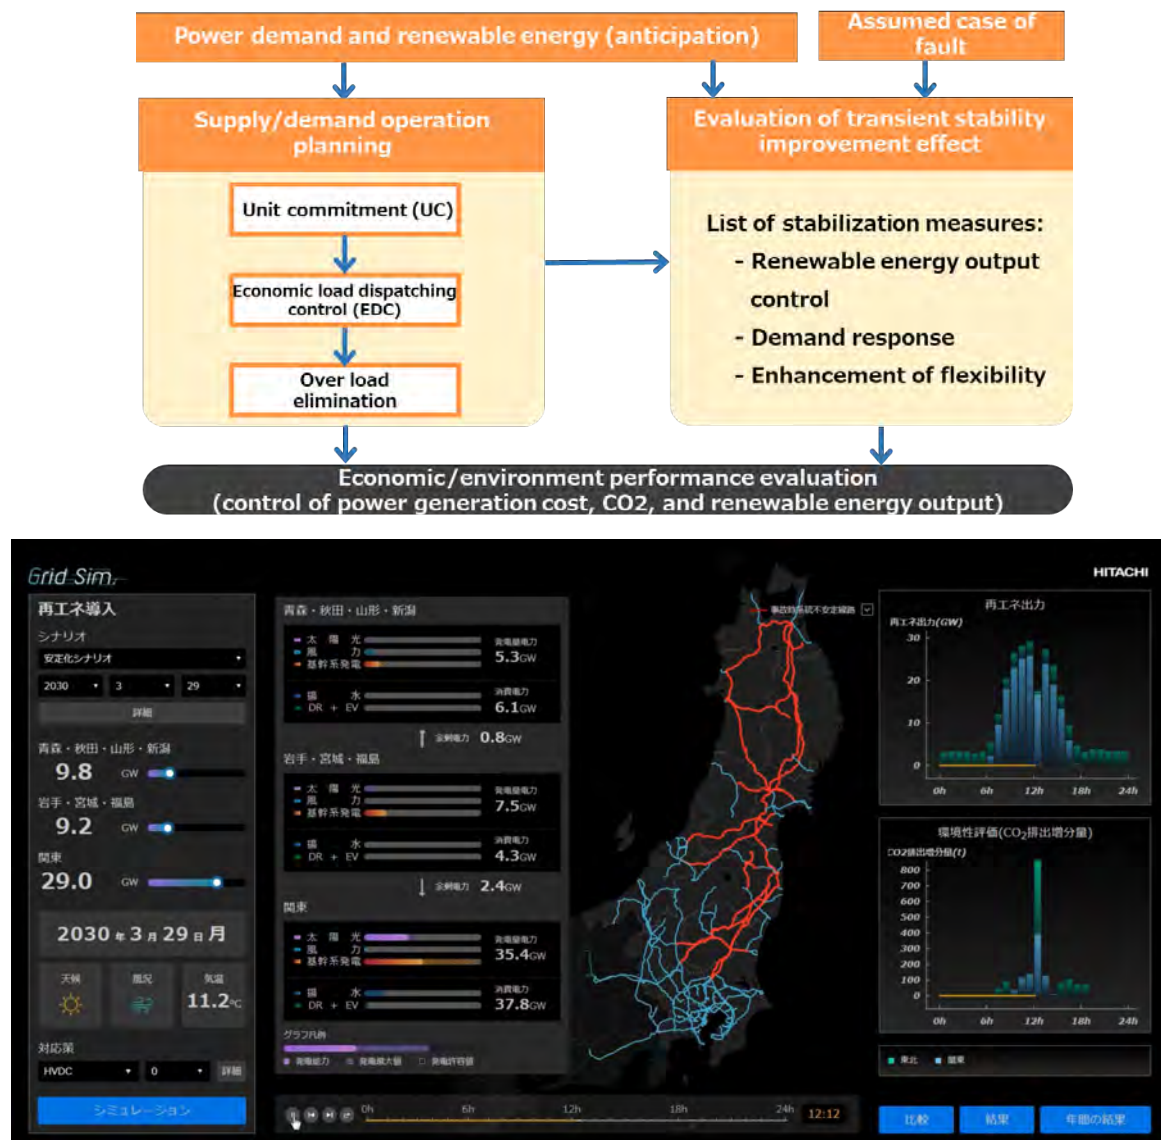 Power demand and renewable energy (anticipation)
Assumed case of
fault
Supply/demand operation
planning
Unit commitment (UC)
Economic load dispatching
control (EDC)
Over load
elimination
Evaluation of transient stability
improvement effect
List of stabilization measures:
- Renewable energy output
control
- Demand response
- Enhancement of flexibility
Economic/environment performance evaluation
(control of power generation cost, CO2, and renewable energy output)
Grid Sim.
HITACHI
再エネ導入
シナリオ
安定化シナリオ
2030 3 29
詳細
青森・秋田・山形・新潟
9.8 GW
岩手・宮城・福島
9.2 GW
関東
29.0 GW
2030 年 3 月 29 日 月
天候 風況 気温
11.2℃
対応策
HVDC 0 詳細
シミュレーション
青森・秋田・山形・新潟
太陽光
風力
基幹系発電
5.3GW
揚水
DR + EV
消費電力
6.1GW
0.8GW
岩手・宮城・福島
太陽光
風力
基幹系発電
7.5GW
揚水
DR + EV
消費電力
4.3GW
2.4GW
関東
太陽光
風力
基幹系発電
35.4GW
揚水
DR + EV
消費電力
37.8GW
グラフ凡例
発電能力 発電最大値 発電許容値
0h 6h 12h 18h 24h 12:12
再エネ出力
再エネ出力(GW)
30
20
10
0
0h 6h 12h 18h 24h
環境性評価(CO2排出増分量)
CO2排出増分量(t)
800
700
600
500
400
300
200
100
0
0h 6h 12h 18h 24h
東北 関東
比較 結果 年間の結果